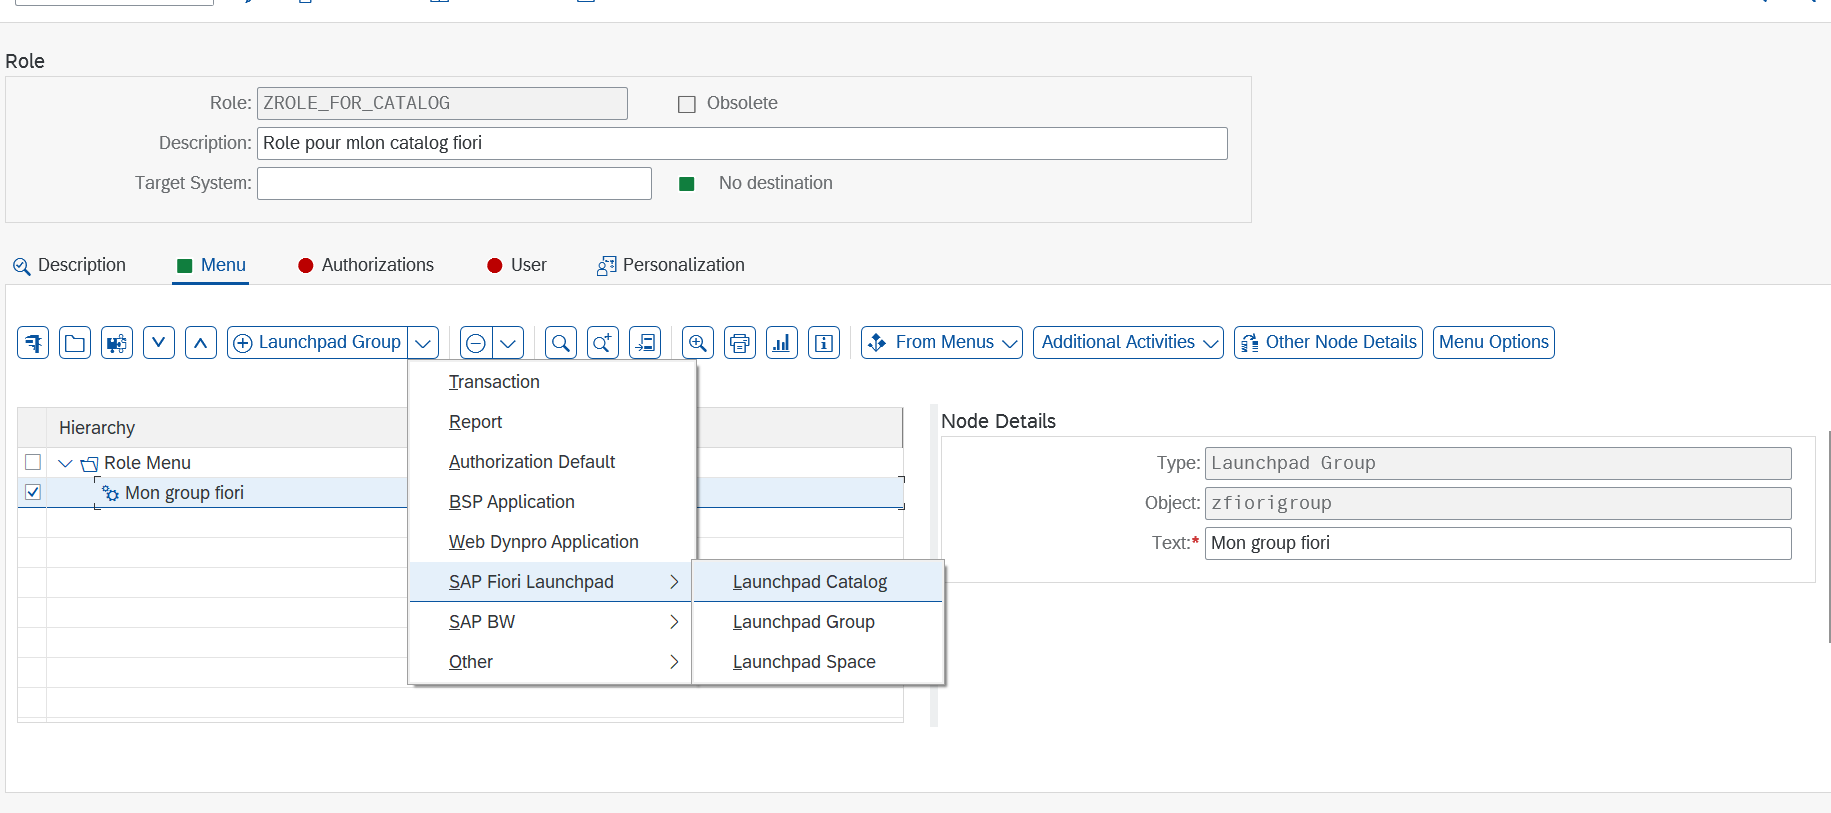 Role
Role: ZROLE_FOR_CATALOG Obsolete
Description: Role pour mlon catalog fiori
Target System: No destination
Description Menu Authorizations User Personalization
Launchpad Group From Menus Additional Activities Other Node Details Menu Options
Transaction
Report
Authorization Default
BSP Application
Web Dynpro Application
SAP Fiori Launchpad
SAP BW
Other
Launchpad Catalog
Launchpad Group
Launchpad Space
Hierarchy
Role Menu
Mon group fiori
Node Details
Type: Launchpad Group
Object: zfiorigroup
Text:* Mon group fiori